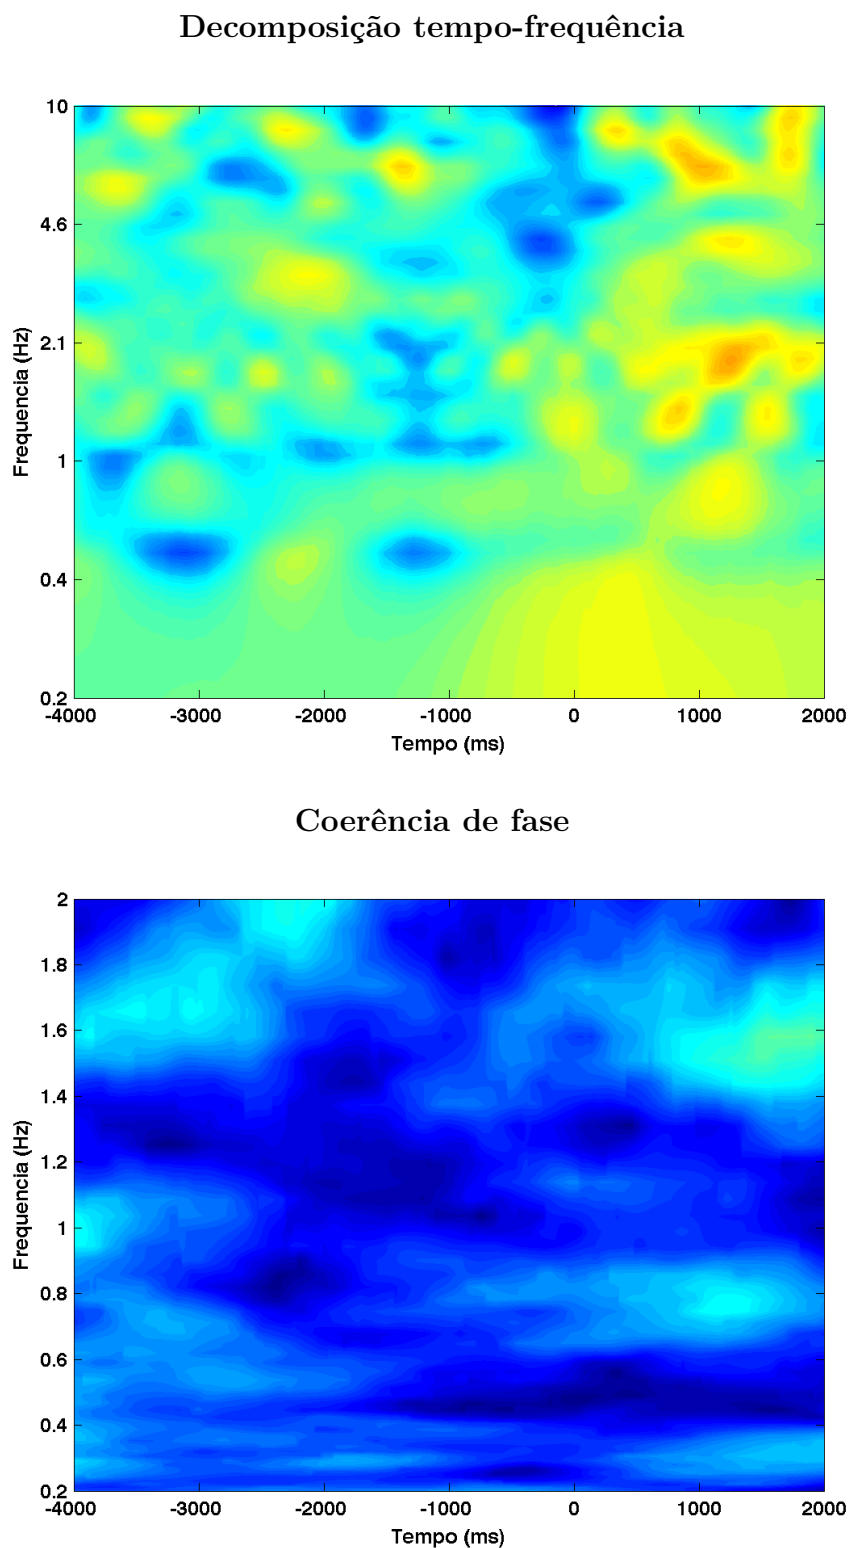 Decomposição tempo-frequência
10
4.6
2.1
1
0.4
0.2
Frequencia (Hz)
-4000 -3000 -2000 -1000 0 1000 2000
Tempo (ms)
Coerência de fase
2
1.8
1.6
1.4
1.2
1
0.8
0.6
0.4
0.2
Frequencia (Hz)
-4000 -3000 -2000 -1000 0 1000 2000
Tempo (ms)